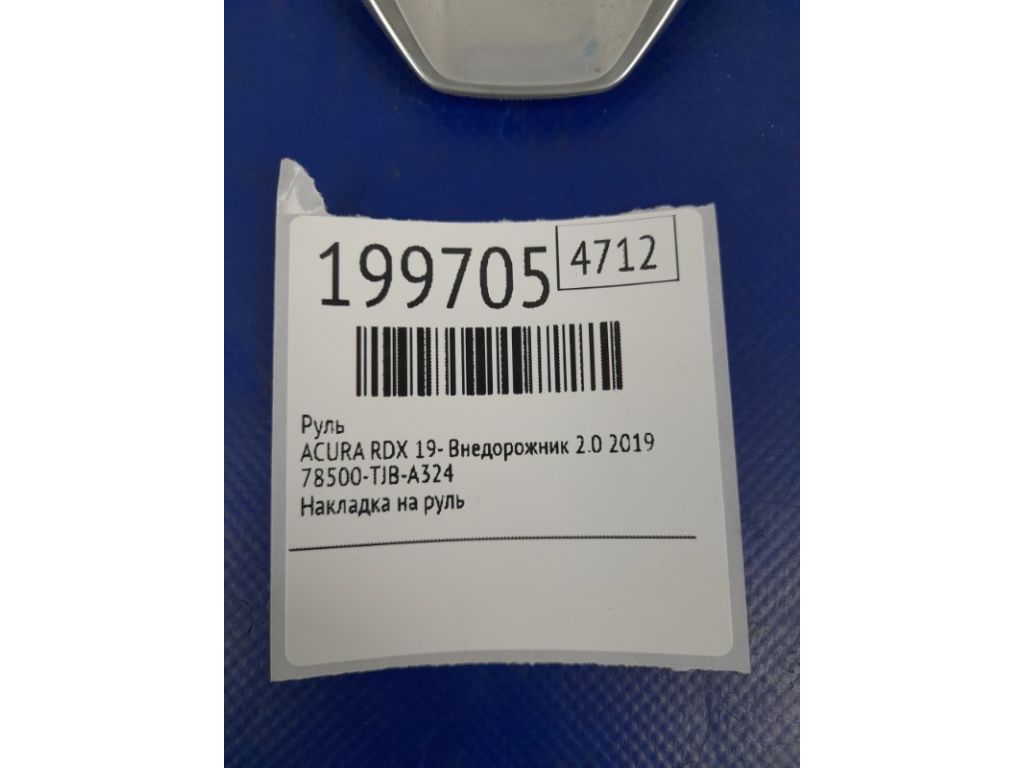 199705 4712
Руль
ACURA RDX 19- Внедорожник 2.0 2019
78500-TJB-A324
Накладка на руль